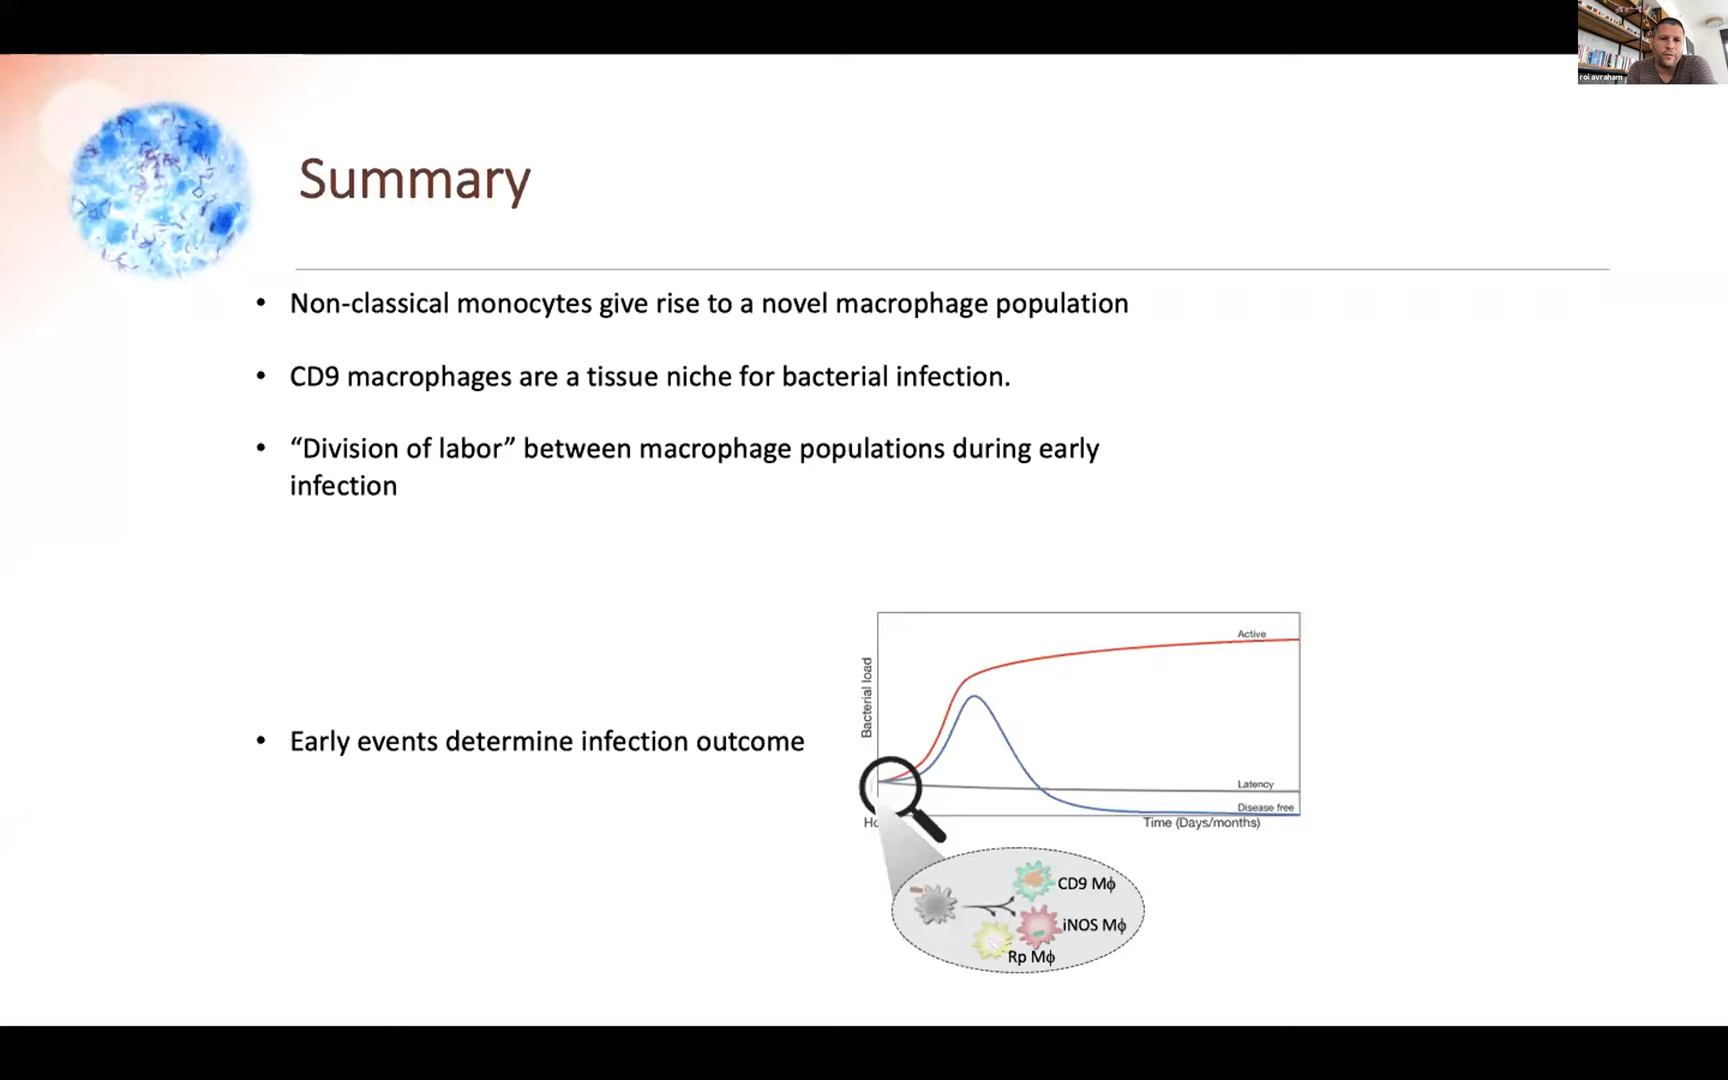 roi avraham
Summary
• Non-classical monocytes give rise to a novel macrophage population
• CD9 macrophages are a tissue niche for bacterial infection.
• “Division of labor” between macrophage populations during early
infection
• Early events determine infection outcome
Bacterial load
Active
Latency
Disease free
Time (Days/months)
CD9 Mϕ
iNOS Mϕ
Rp Mϕ